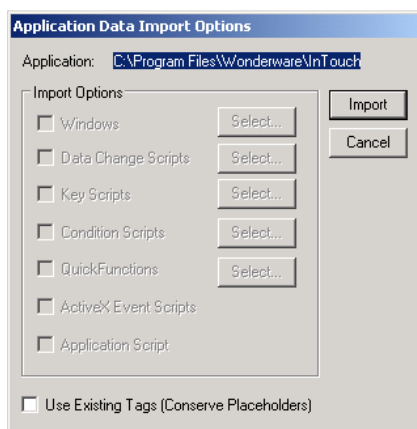 Application Data Import Options
Application: C:\Program Files\Wonderware\InTouch
Import Options
Import
Windows Select...
Cancel
Data Change Scripts Select...
Key Scripts Select...
Condition Scripts Select...
QuickFunctions Select...
ActiveX Event Scripts
Application Script
Use Existing Tags (Conserve Placeholders)